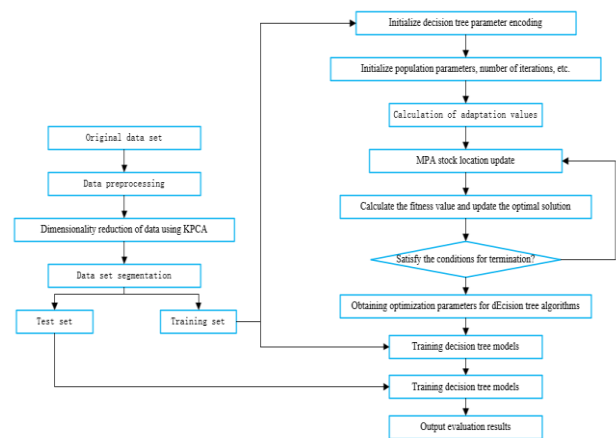 Original data set
Data preprocessing
Dimensionality reduction of data using KPCA
Data set segmentation
Test set
Training set
Initialize decision tree parameter encoding
Initialize population parameters, number of iterations, etc.
Calculation of adaptation values
MPA stock location update
Calculate the fitness value and update the optimal solution
Satisfy the conditions for termination?
Obtaining optimization parameters for dEcision tree algorithms
Training decision tree models
Training decision tree models
Output evaluation results